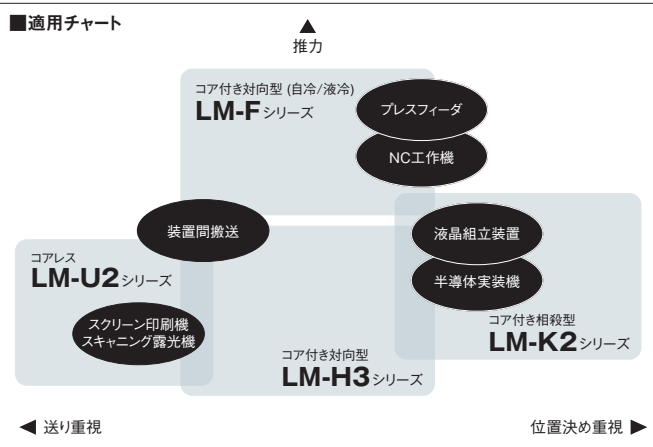 ■適用チャート
▲
推力
コア付き対向型 (自冷/液冷)
LM-Fシリーズ
プレスフィーダ
NC工作機
装置間搬送
液晶組立装置
半導体実装機
コアレス
LM-U2シリーズ
スクリーン印刷機
スキャニング露光機
コア付き相殺型
LM-K2シリーズ
コア付き対向型
LM-H3シリーズ
◀ 送り重視
位置決め重視 ▶